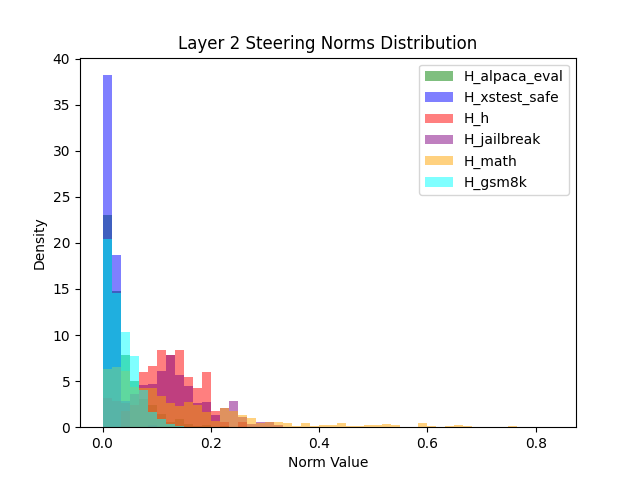 Layer 2 Steering Norms Distribution
40
35
30
25
20
15
10
5
0
Density
H_alpaca_eval
H_xstest_safe
H_h
H_jailbreak
H_math
H_gsm8k
0.0 0.2 0.4 0.6 0.8
Norm Value